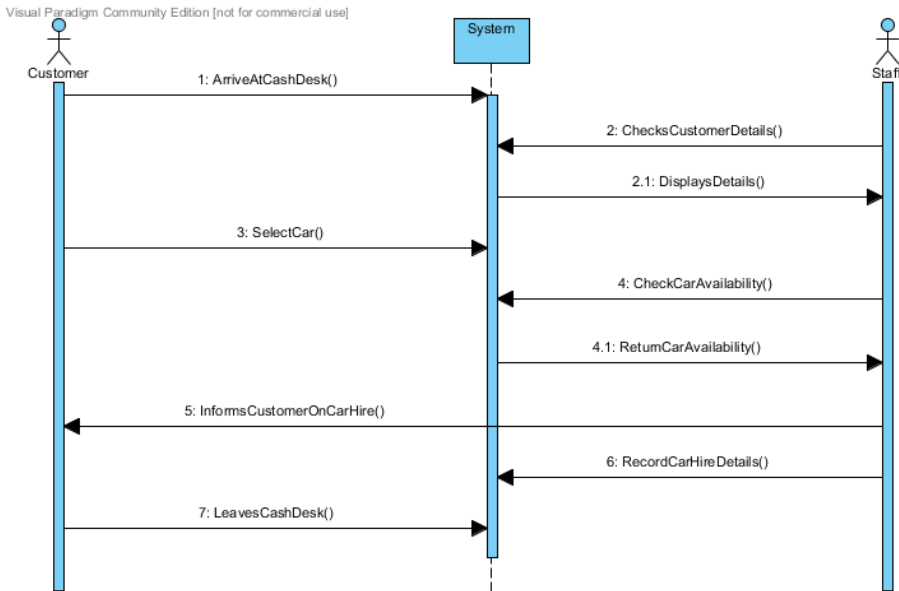 Visual Paradigm Community Edition [not for commercial use]
System
Customer
Staff
1: ArriveAtCashDesk()
2: ChecksCustomerDetails()
2.1: DisplaysDetails()
3: SelectCar()
4: CheckCarAvailability()
4.1: ReturnCarAvailability()
5: InformsCustomerOnCarHire()
6: RecordCarHireDetails()
7: LeavesCashDesk()